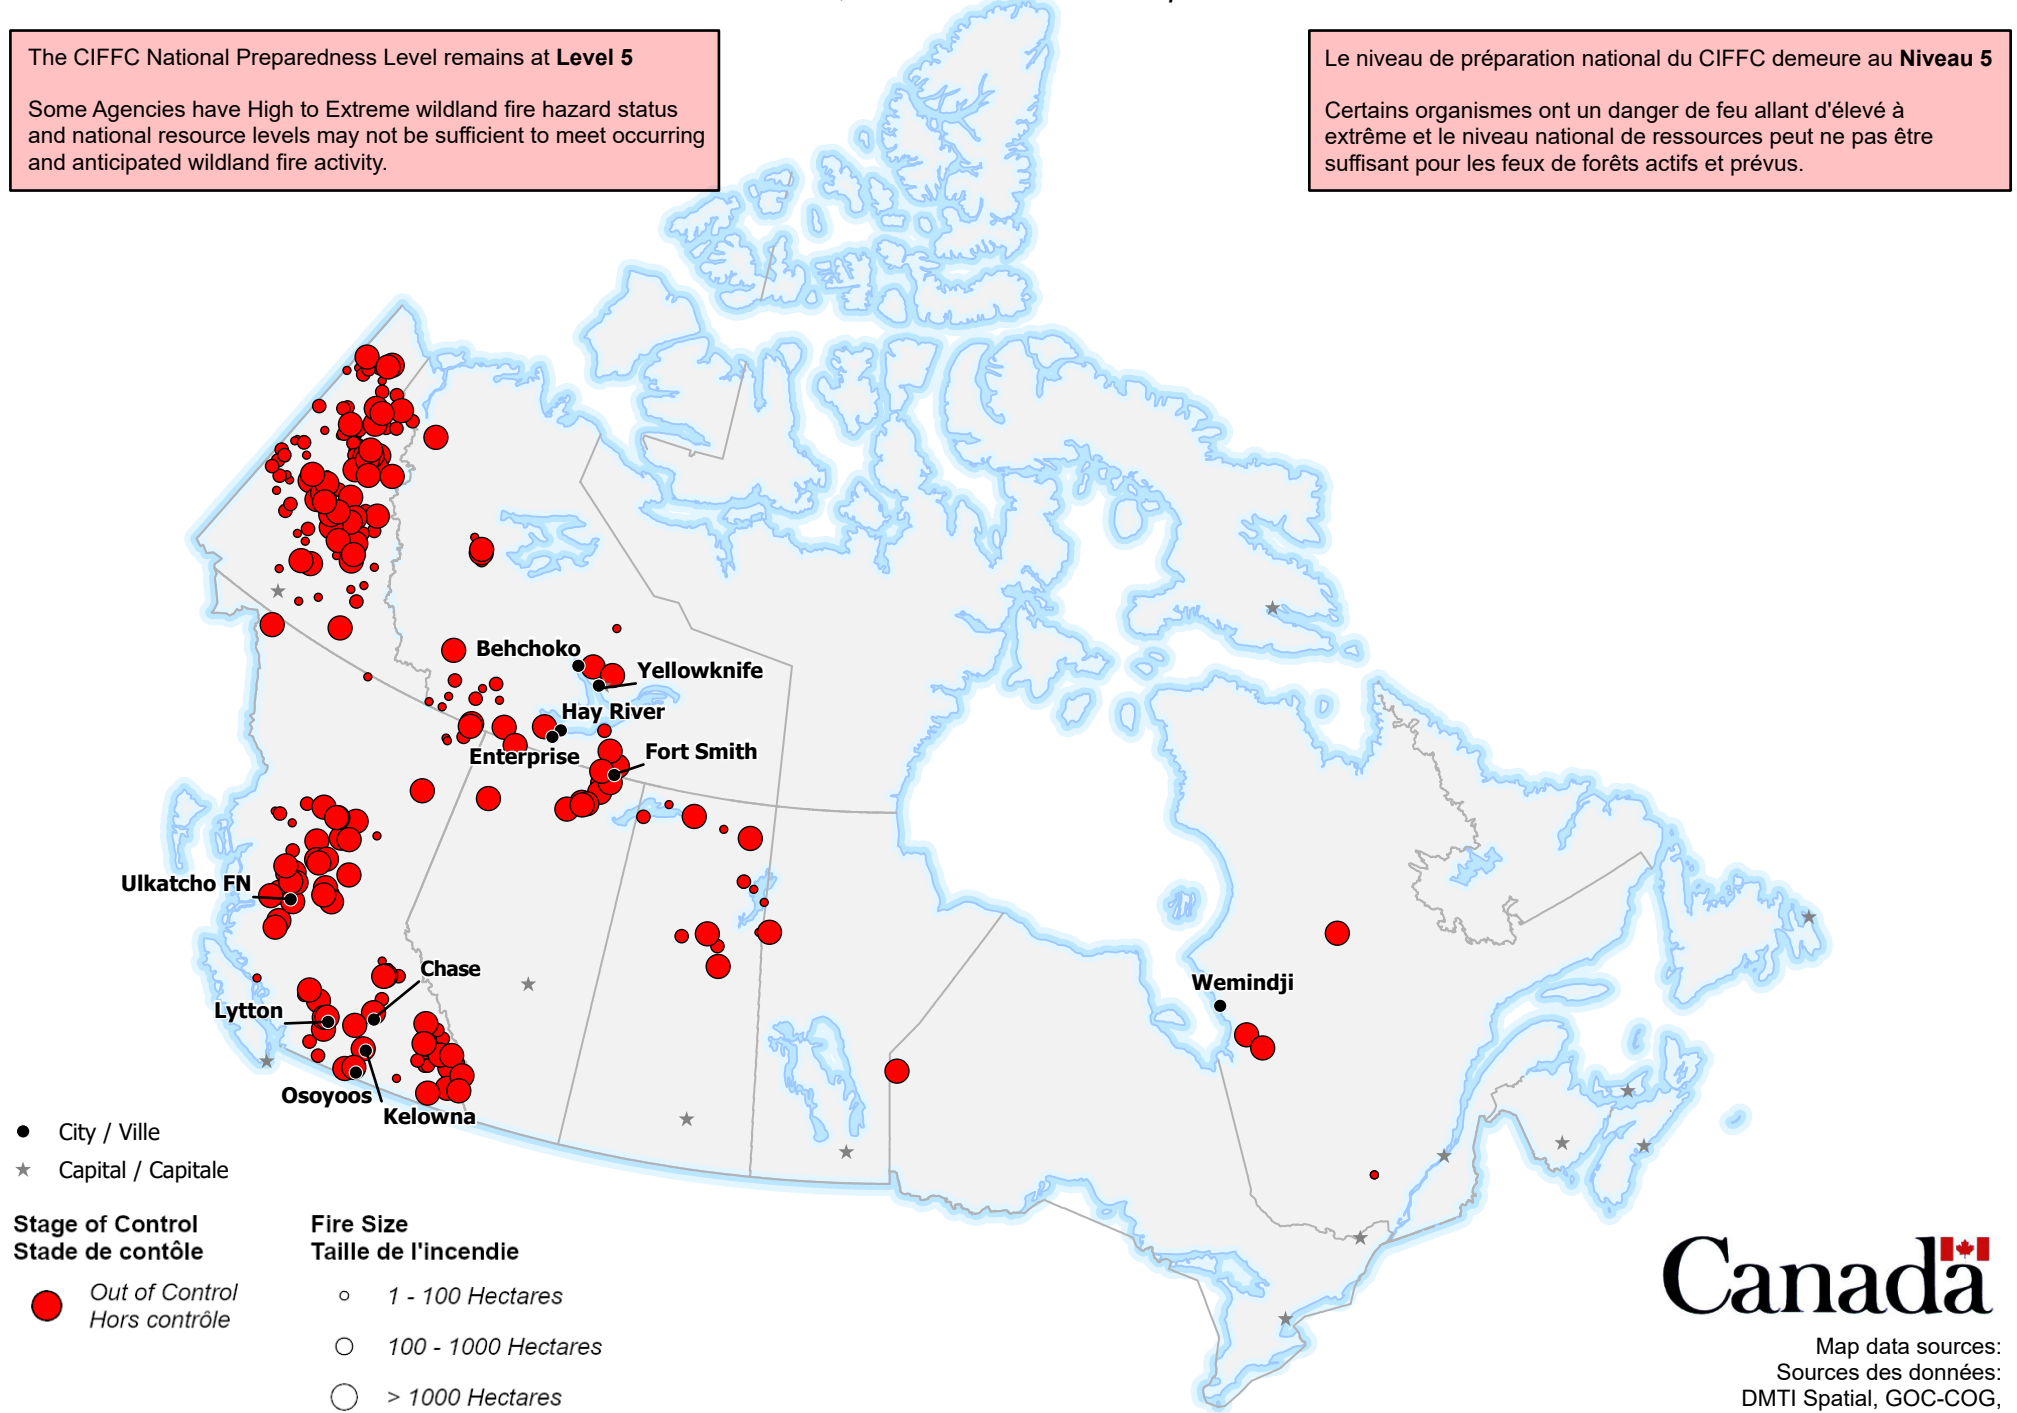 The CIFFC National Preparedness Level remains at Level 5
Some Agencies have High to Extreme wildland fire hazard status
and national resource levels may not be sufficient to meet occurring
and anticipated wildland fire activity.
Le niveau de préparation national du CIFFC demeure au Niveau 5
Certains organismes ont un danger de feu allant d'élevé à
extrême et le niveau national de ressources peut ne pas être
suffisant pour les feux de forêts actifs et prévus.
Behchoko
Yellowknife
Hay River
Enterprise
Fort Smith
Ulkatcho FN
Chase
Lytton
Osoyoos
Kelowna
Wemindji
City / Ville
Capital / Capitale
Stage of Control
Stade de contôle
Out of Control
Hors contrôle
Fire Size
Taille de l'incendie
1 - 100 Hectares
100 - 1000 Hectares
> 1000 Hectares
Canada
Map data sources:
Sources des données:
DMTI Spatial, GOC-COG,